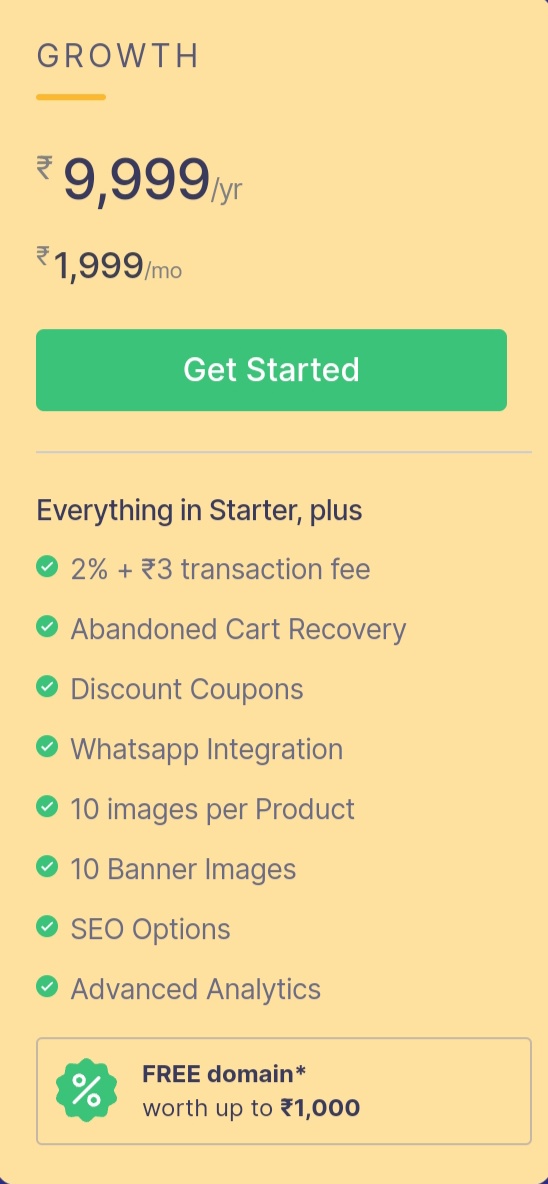 GROWTH
₹ 9,999/yr
₹1,999/mo
Get Started
Everything in Starter, plus
2% + ₹3 transaction fee
Abandoned Cart Recovery
Discount Coupons
Whatsapp Integration
10 images per Product
10 Banner Images
SEO Options
Advanced Analytics
%
FREE domain*
worth up to ₹1,000